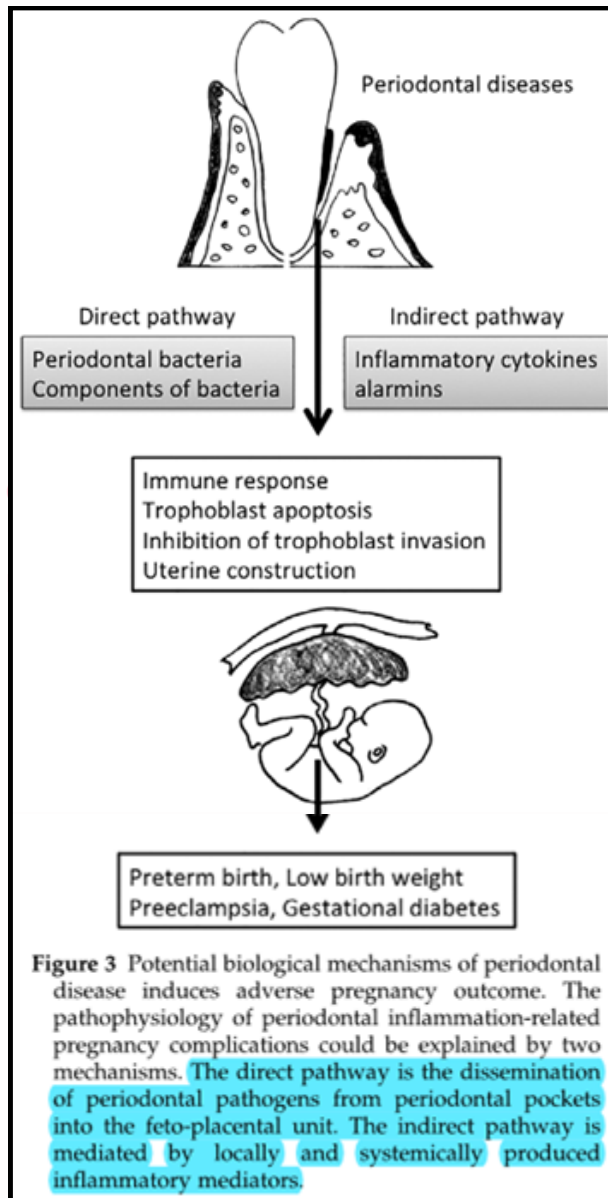 Periodontal diseases
Direct pathway
Indirect pathway
Periodontal bacteria
Components of bacteria
Inflammatory cytokines
alarmins
Immune response
Trophoblast apoptosis
Inhibition of trophoblast invasion
Uterine construction
Preterm birth, Low birth weight
Preeclampsia, Gestational diabetes
Figure 3 Potential biological mechanisms of periodontal
disease induces adverse pregnancy outcome. The
pathophysiology of periodontal inflammation-related
pregnancy complications could be explained by two
mechanisms. The direct pathway is the dissemination
of periodontal pathogens from periodontal pockets
into the feto-placental unit. The indirect pathway is
mediated by locally and systemically produced
inflammatory mediators.